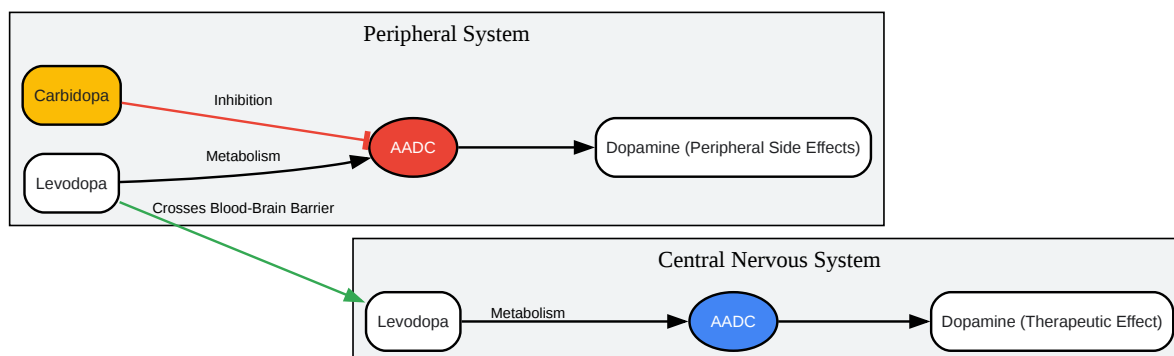 Peripheral System
Carbidopa
Inhibition
AADC
Dopamine (Peripheral Side Effects)
Metabolism
Levodopa
Crosses Blood-Brain Barrier
Central Nervous System
Levodopa
Metabolism
AADC
Dopamine (Therapeutic Effect)